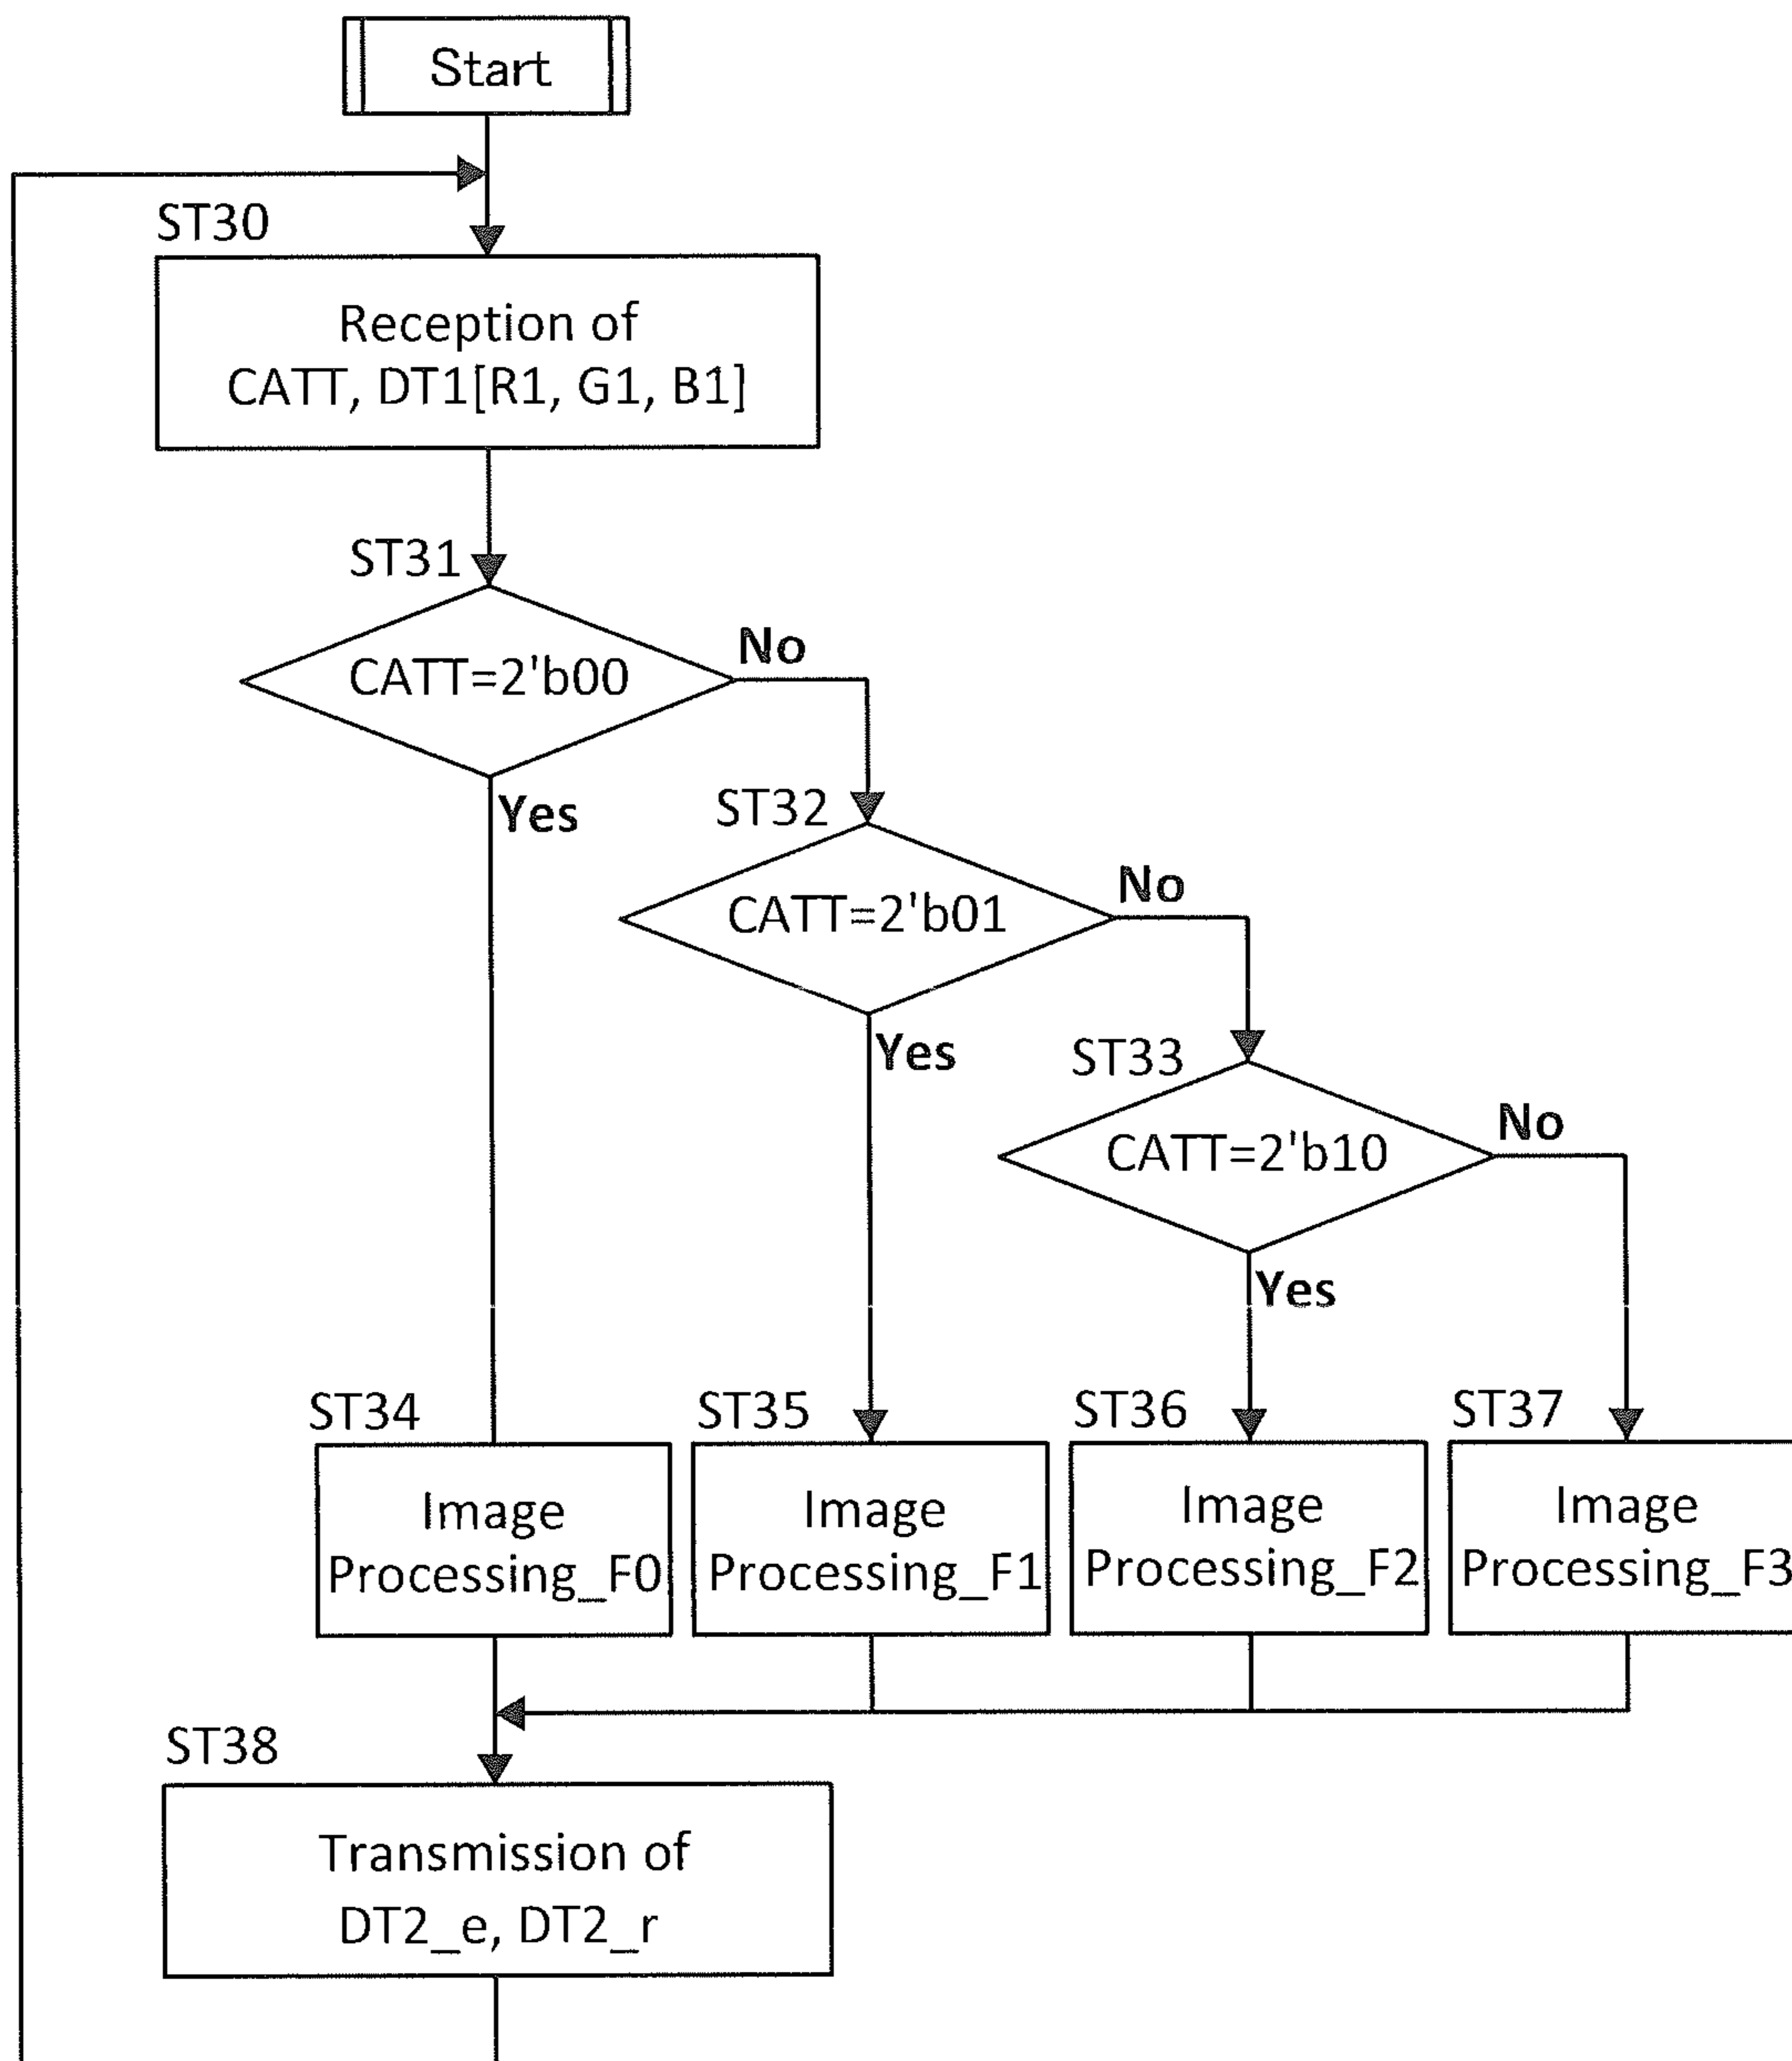 Start
ST30
Reception of
CATT, DT1[R1, G1, B1]
ST31
CATT=2'b00
No
Yes
ST32
CATT=2'b01
No
Yes
ST33
CATT=2'b10
No
Yes
ST34
Image
Processing_F0
ST35
Image
Processing_F1
ST36
Image
Processing_F2
ST37
Image
Processing_F3
ST38
Transmission of
DT2_e, DT2_r